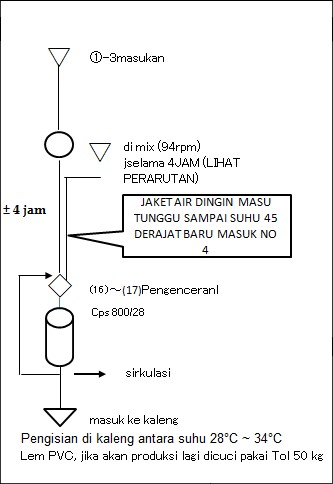 ①-3masukan
di mix (94rpm)
jselama 4JAM (LIHAT
PERARUTAN)
± 4 jam
JAKET AIR DINGIN MASU
TUNGGU SAMPAI SUHU 45
DERAJAT BARU MASUK NO
4
(16)～(17)Pengenceranl
Cps 800/28
sirkulasi
masuk ke kaleng
Pengisian di kaleng antara suhu 28°C ~ 34°C
Lem PVC, jika akan produksi lagi dicuci pakai Tol 50 kg